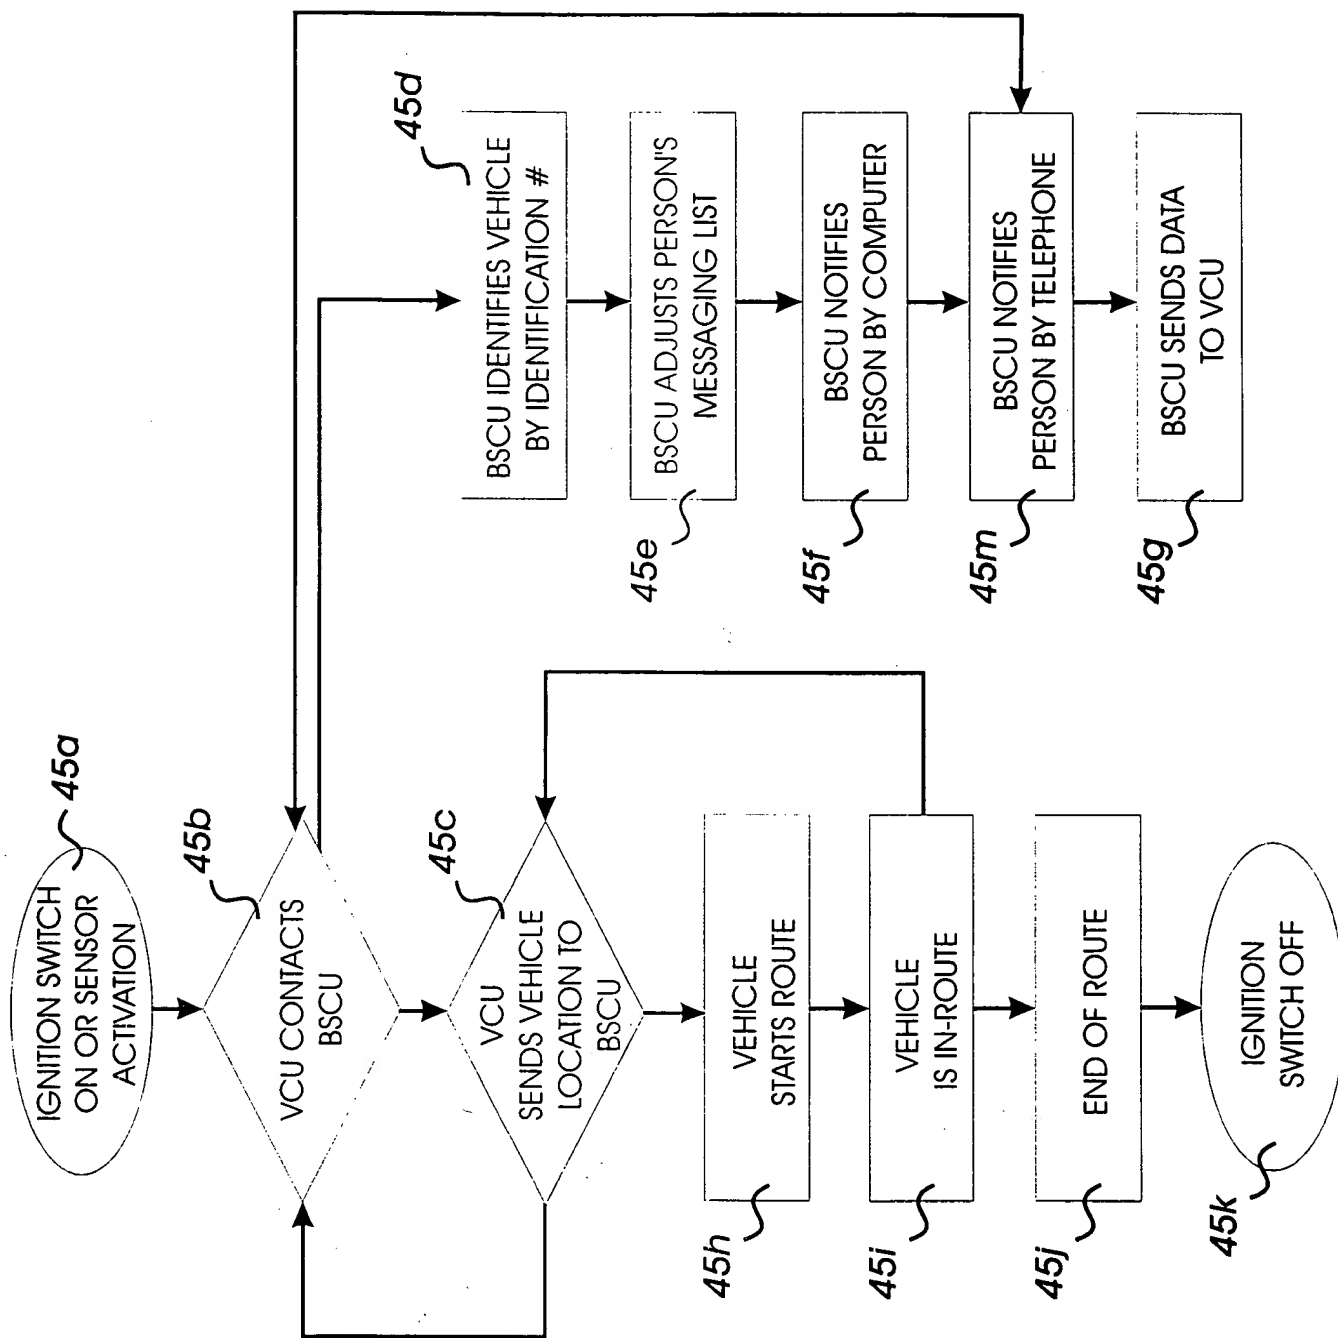 IGNITION SWITCH
ON OR SENSOR
ACTIVATION
45a
VCU CONTACTS
BSCU
45b
VCU
SENDS VEHICLE
LOCATION TO
BSCU
45c
VEHICLE
STARTS ROUTE
45h
VEHICLE
IS IN-ROUTE
45i
END OF ROUTE
45j
IGNITION
SWITCH OFF
45k
BSCU IDENTIFIES VEHICLE
BY IDENTIFICATION #
45d
BSCU ADJUSTS PERSON'S
MESSAGING LIST
45e
BSCU NOTIFIES
PERSON BY COMPUTER
45f
BSCU NOTIFIES
PERSON BY TELEPHONE
45m
BSCU SENDS DATA
TO VCU
45g